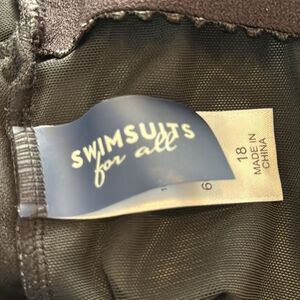 SWIMSUITS
for all
18
MADE IN
CHINA